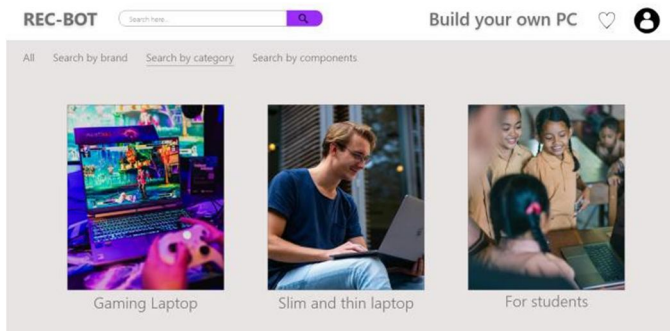 REC-BOT
Search here...
Build your own PC
All Search by brand Search by category Search by components
Gaming Laptop Slim and thin laptop For students